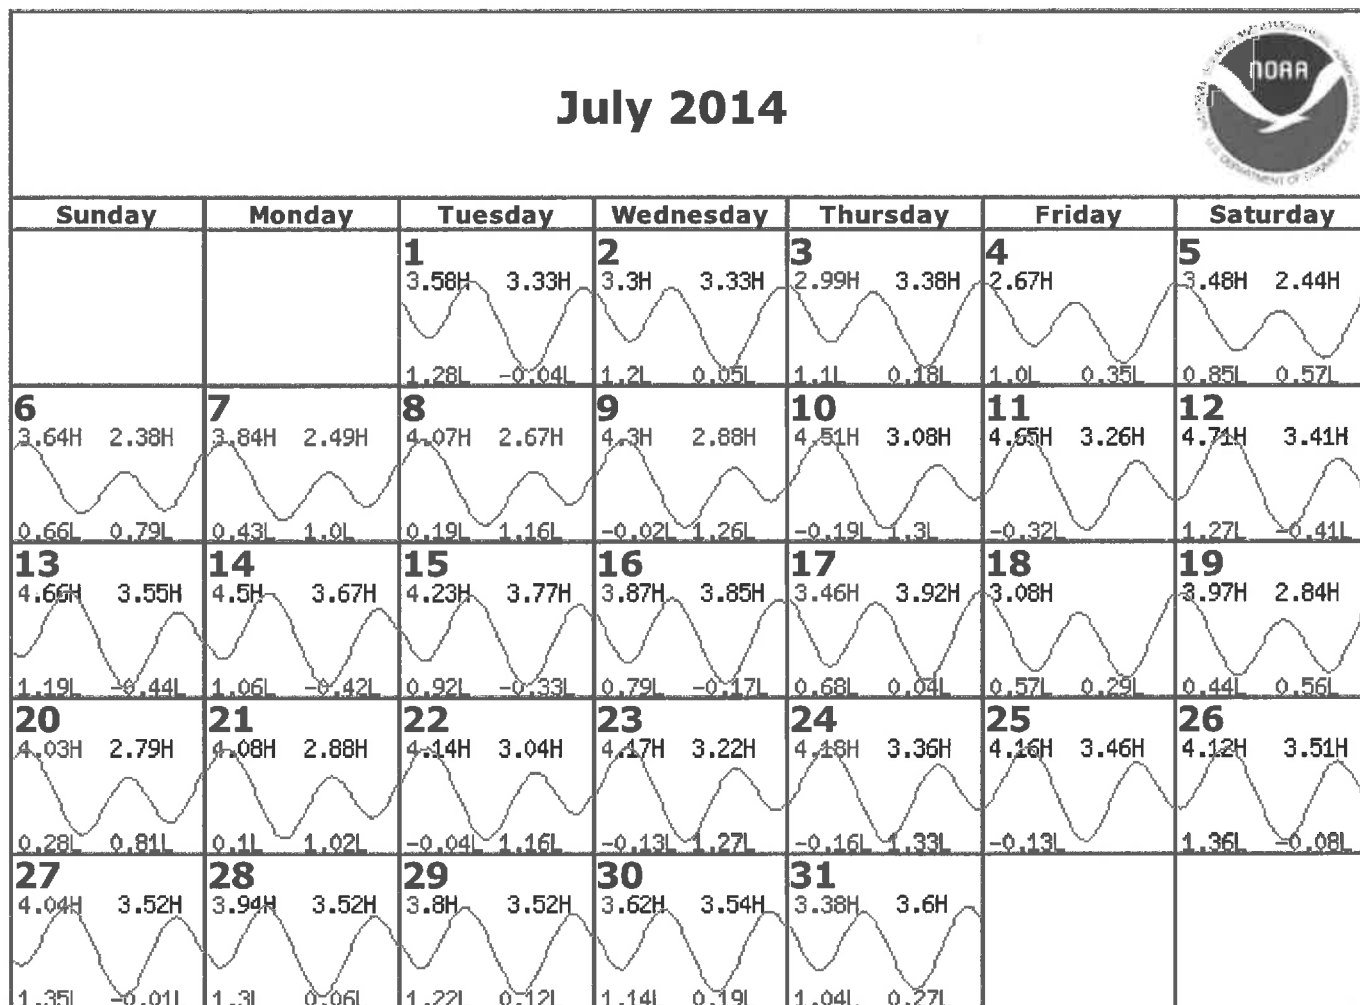 NOAA
July 2014
Sunday Monday Tuesday Wednesday Thursday Friday Saturday
1 2 3 4 5
3.58H 3.33H 3.3H 3.33H 2.99H 3.38H 2.67H 3.48H 2.44H
1.28L -0.04L 1.2L 0.05L 1.1L 0.18L 1.0L 0.35L 0.85L 0.57L
6 7 8 9 10 11 12
3.64H 2.38H 3.84H 2.49H 4.07H 2.67H 4.3H 2.88H 4.51H 3.08H 4.65H 3.26H 4.71H 3.41H
0.66L 0.79L 0.43L 1.0L 0.19L 1.16L -0.02L 1.26L -0.19L 1.3L -0.32L 1.27L -0.41L
13 14 15 16 17 18 19
4.66H 3.55H 4.5H 3.67H 4.23H 3.77H 3.87H 3.85H 3.46H 3.92H 3.08H 3.97H 2.84H
1.19L -0.44L 1.06L -0.42L 0.92L -0.33L 0.79L -0.17L 0.68L 0.04L 0.57L 0.29L 0.44L 0.56L
20 21 22 23 24 25 26
4.03H 2.79H 4.08H 2.88H 4.14H 3.04H 4.17H 3.22H 4.18H 3.36H 4.16H 3.46H 4.12H 3.51H
0.28L 0.81L 0.1L 1.02L -0.04L 1.16L -0.13L 1.27L -0.16L 1.33L -0.13L 1.36L -0.08L
27 28 29 30 31
4.04H 3.52H 3.94H 3.52H 3.8H 3.52H 3.62H 3.54H 3.38H 3.6H
1.35L -0.01L 1.3L 0.06L 1.22L 0.12L 1.14L 0.19L 1.04L 0.27L